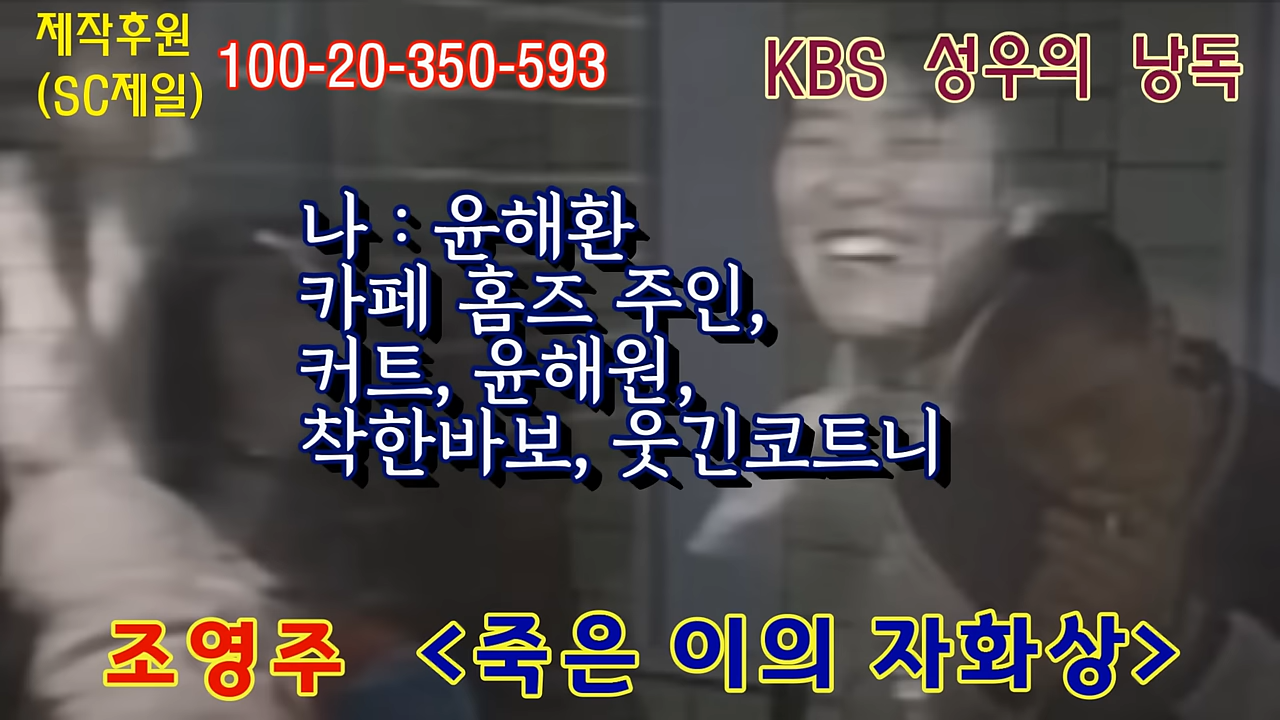 제작후원
(SC제일)
100-20-350-593
KBS 성우의 낭독
나 : 윤해환
카페 홈즈 주인,
커트, 윤해원,
착한바보, 웃긴코트니
조영주 <죽은 이의 자화상>